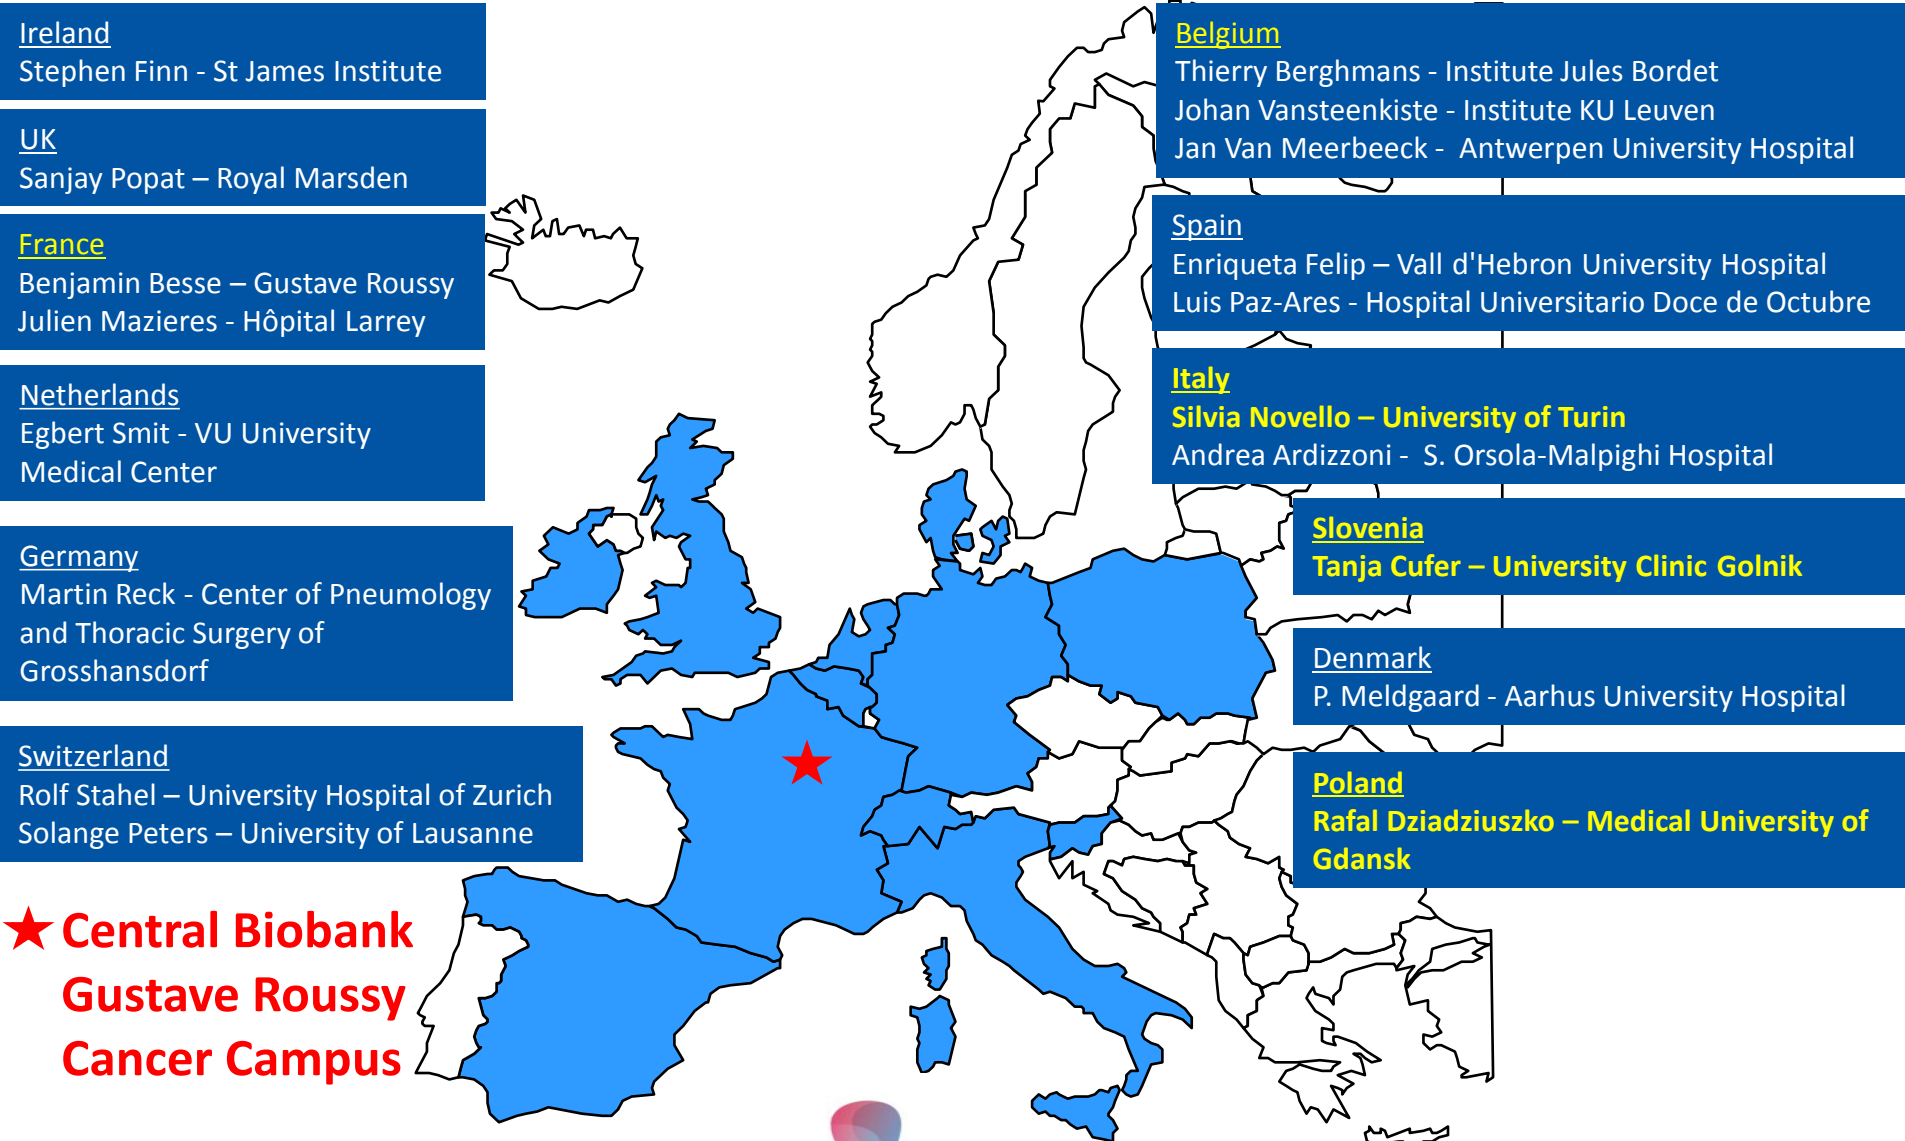 Ireland
Stephen Finn - St James Institute
UK
Sanjay Popat – Royal Marsden
France
Benjamin Besse – Gustave Roussy
Julien Mazieres - Hôpital Larrey
Netherlands
Egbert Smit - VU University
Medical Center
Germany
Martin Reck - Center of Pneumology
and Thoracic Surgery of
Grosshansdorf
Switzerland
Rolf Stahel – University Hospital of Zurich
Solange Peters – University of Lausanne
Central Biobank
Gustave Roussy
Cancer Campus
Belgium
Thierry Berghmans - Institute Jules Bordet
Johan Vansteenkiste - Institute KU Leuven
Jan Van Meerbeeck -  Antwerpen University Hospital
Spain
Enriqueta Felip – Vall d'Hebron University Hospital
Luis Paz-Ares - Hospital Universitario Doce de Octubre
Italy
Silvia Novello – University of Turin
Andrea Ardizzoni -  S. Orsola-Malpighi Hospital
Slovenia
Tanja Cufer – University Clinic Golnik
Denmark
P. Meldgaard - Aarhus University Hospital
Poland
Rafal Dziadziuszko – Medical University of
Gdansk